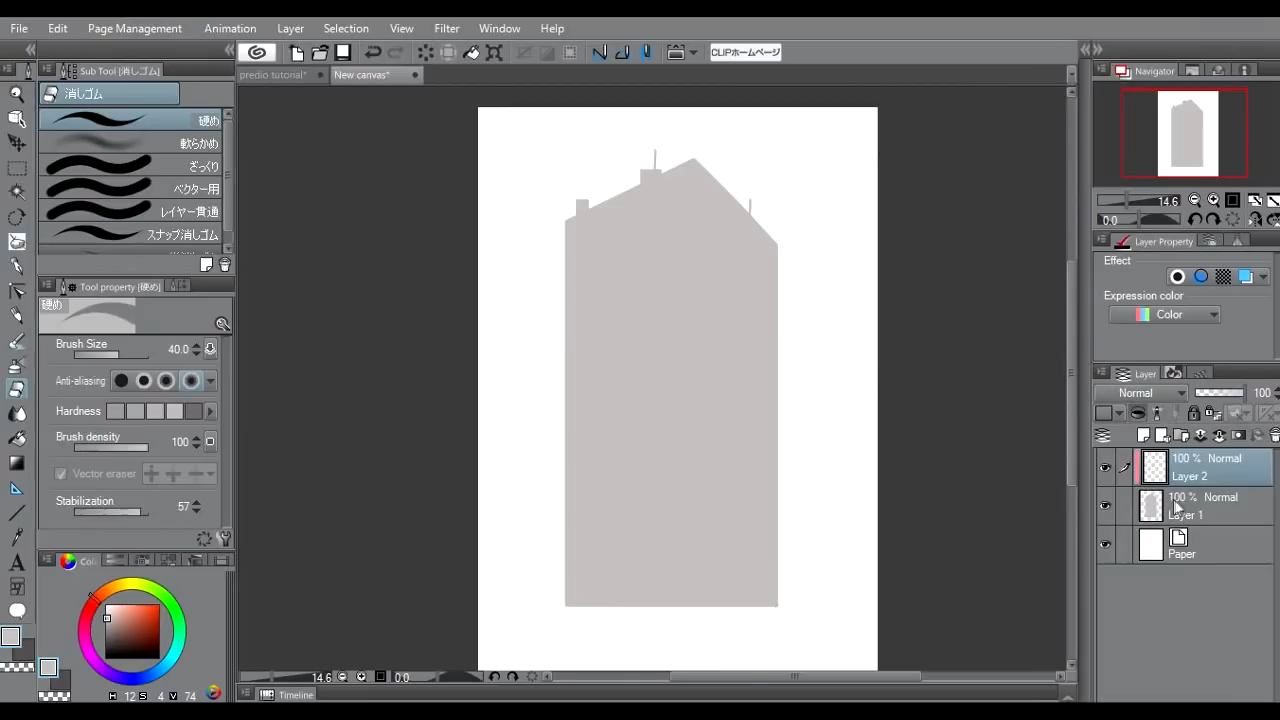 File Edit Page Management Animation Layer Selection View Filter Window Help
CLIPホームページ
Sub Tool [消しゴム]
predio tutorial*
New canvas*
Navigator
消しゴム
硬め
軟らかめ
ざっくり
ベクター用
レイヤー貫通
スナップ消しゴム
14.6
0.0
Layer Property
Effect
Expression color
Color
Tool property [硬め]
硬め
Brush Size 40.0
Anti-aliasing
Hardness
Brush density 100
Vector eraser
Stabilization 57
Layer
Normal 100
100 % Normal
Layer 2
100 % Normal
Layer 1
Paper
14.6 0.0
Timeline
H 12 S 4 V 74